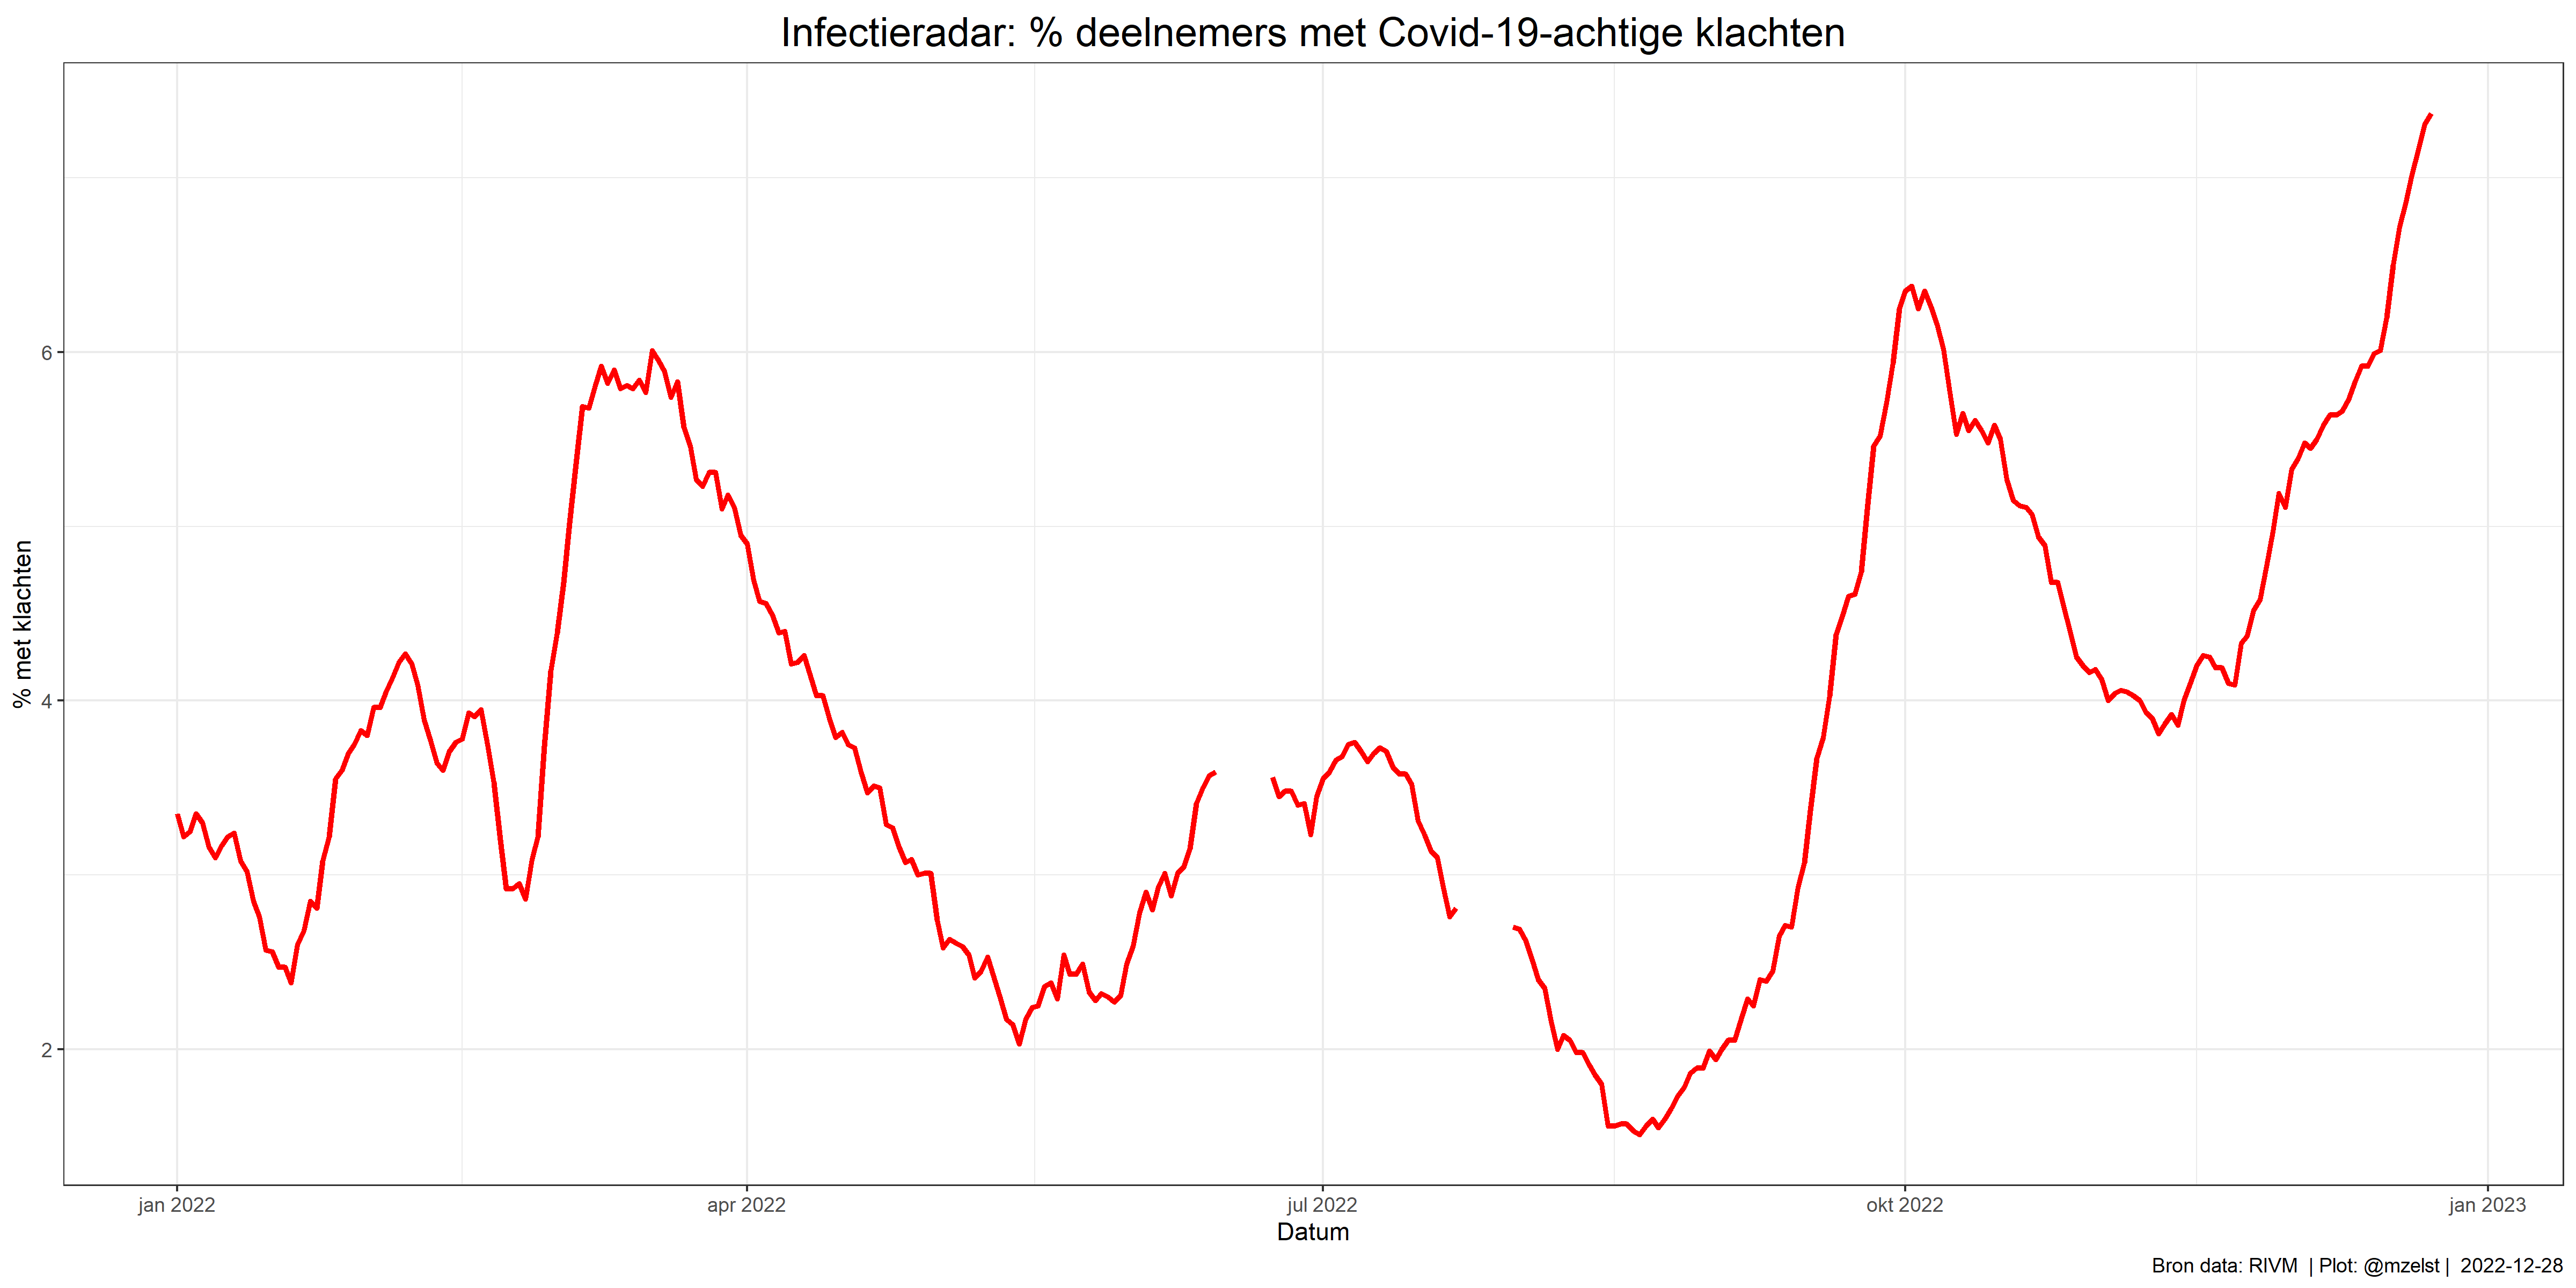 Infectieradar: % deelnemers met Covid-19-achtige klachten
% met klachten
6
4
2
jan 2022
apr 2022
jul 2022
okt 2022
jan 2023
Datum
Bron data: RIVM | Plot: @mzelst | 2022-12-28